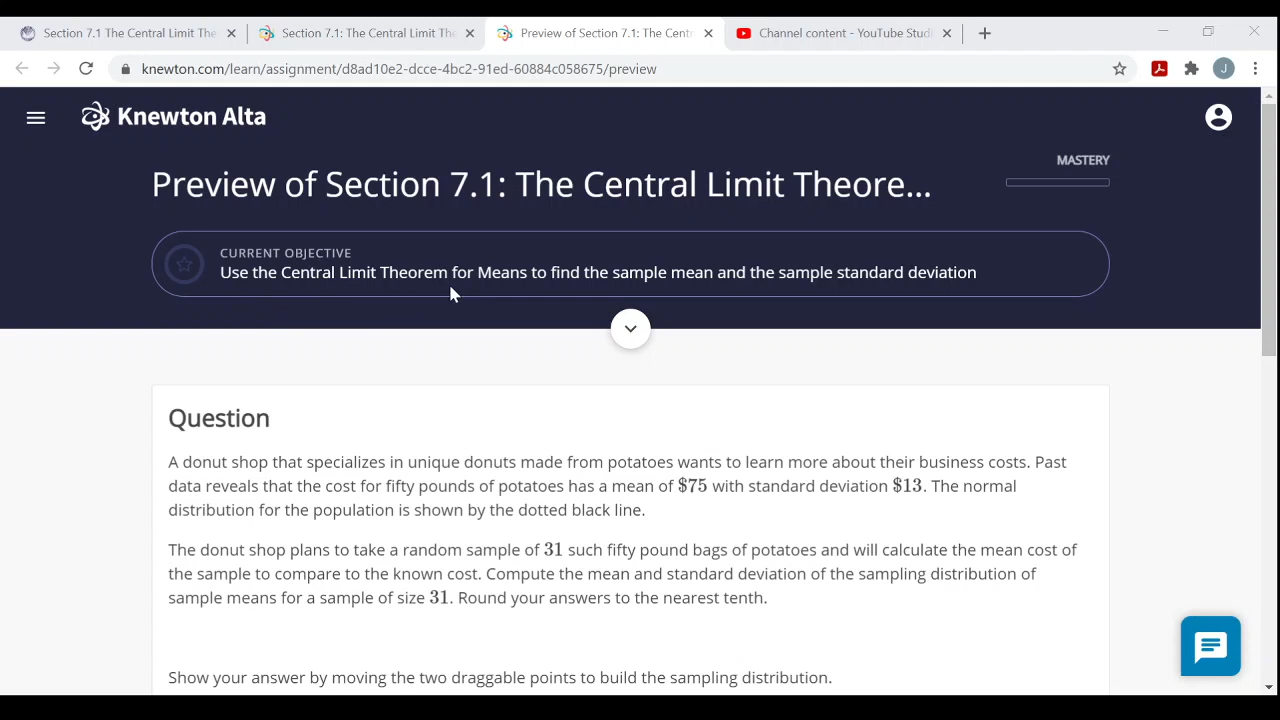 Section 7.1 The Central Limit The
Section 7.1: The Central Limit The
Preview of Section 7.1: The Centr
Channel content - YouTube Studi
knewton.com/learn/assignment/d8ad10e2-dcce-4bc2-91ed-60884c058675/preview
J
Knewton Alta
MASTERY
Preview of Section 7.1: The Central Limit Theore...
CURRENT OBJECTIVE
Use the Central Limit Theorem for Means to find the sample mean and the sample standard deviation
Question
A donut shop that specializes in unique donuts made from potatoes wants to learn more about their business costs. Past
data reveals that the cost for fifty pounds of potatoes has a mean of $75 with standard deviation $13. The normal
distribution for the population is shown by the dotted black line.
The donut shop plans to take a random sample of 31 such fifty pound bags of potatoes and will calculate the mean cost of
the sample to compare to the known cost. Compute the mean and standard deviation of the sampling distribution of
sample means for a sample of size 31. Round your answers to the nearest tenth.
Show your answer by moving the two draggable points to build the sampling distribution.